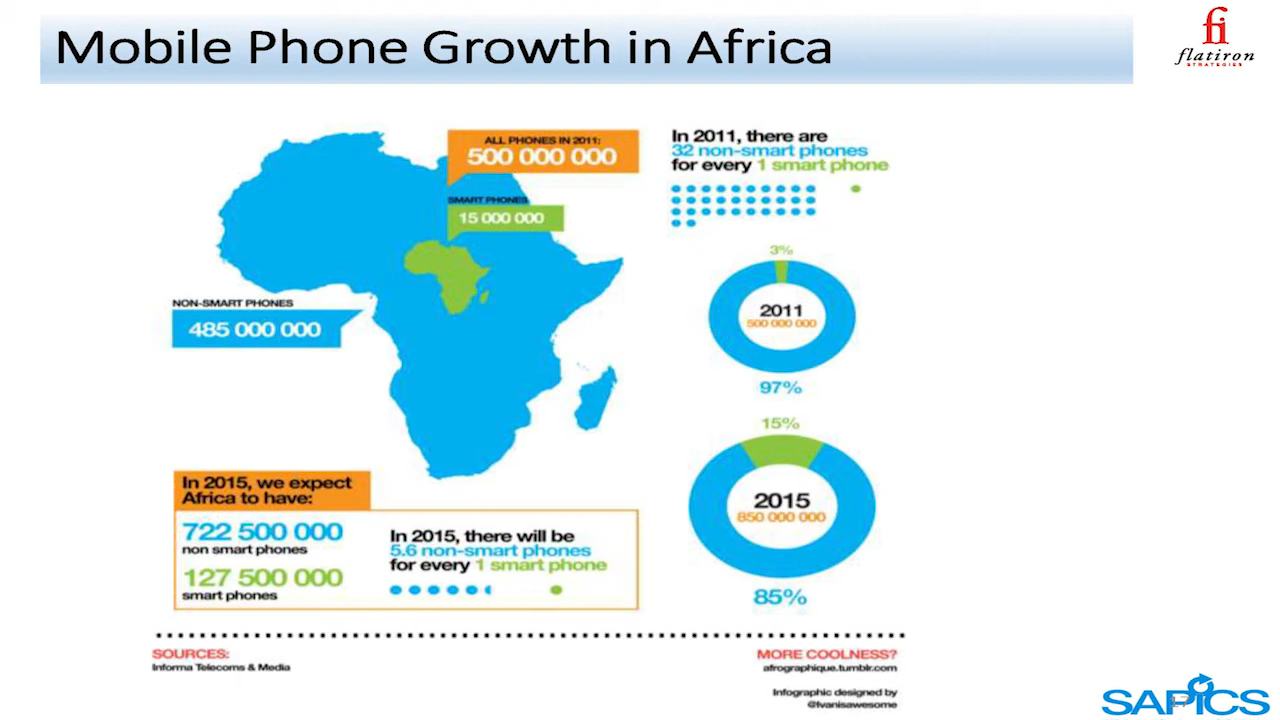 Mobile Phone Growth in Africa
fi
flatiron
STRATEGIES
ALL PHONES IN 2011:
500 000 000
SMART PHONES
15 000 000
NON-SMART PHONES
485 000 000
In 2011, there are
32 non-smart phones
for every 1 smart phone
3%
2011
500 000 000
97%
15%
2015
850 000 000
85%
In 2015, we expect
Africa to have:
722 500 000
non smart phones
127 500 000
smart phones
In 2015, there will be
5.6 non-smart phones
for every 1 smart phone
SOURCES:
Informa Telecoms & Media
MORE COOLNESS?
afrographique.tumblr.com
Infographic designed by
@Ivanisawesome
SAPICS
17